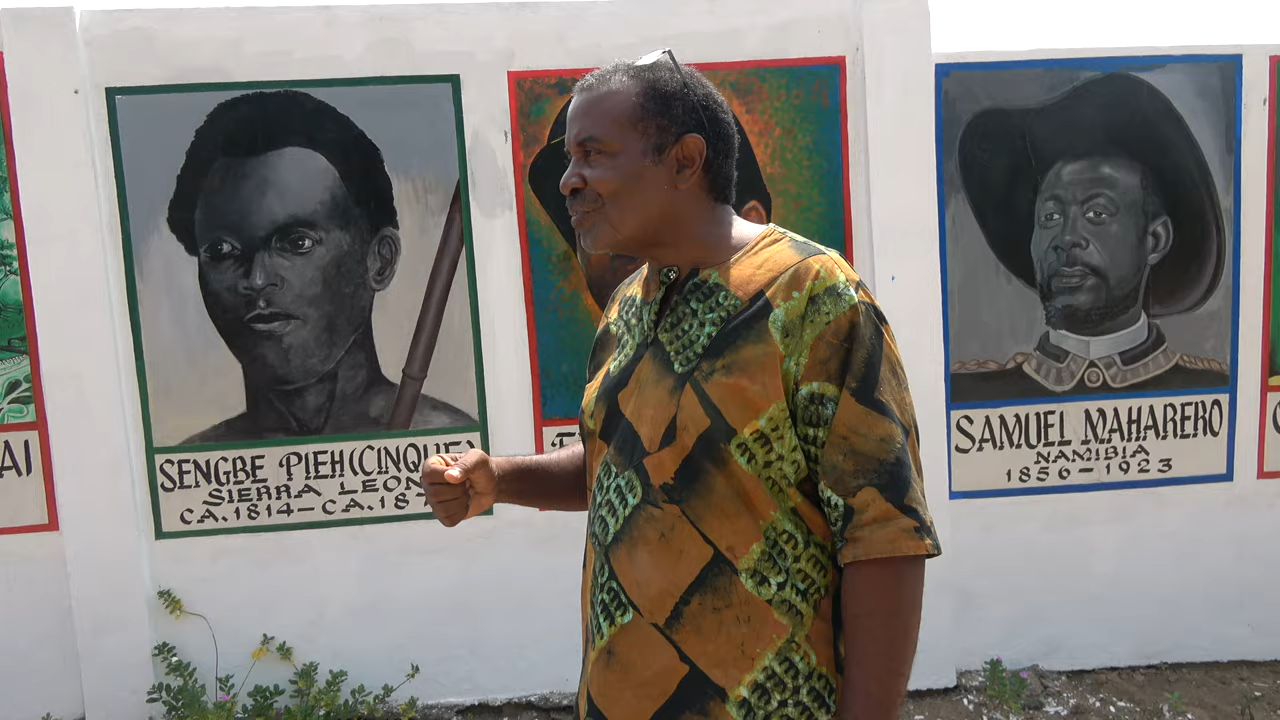 AI
SENGBE PIEH (CINQUE)
SIERRA LEON
CA. 1814 – CA. 18
SAMUEL MAHARERO
NAMIBIA
1856 – 1923